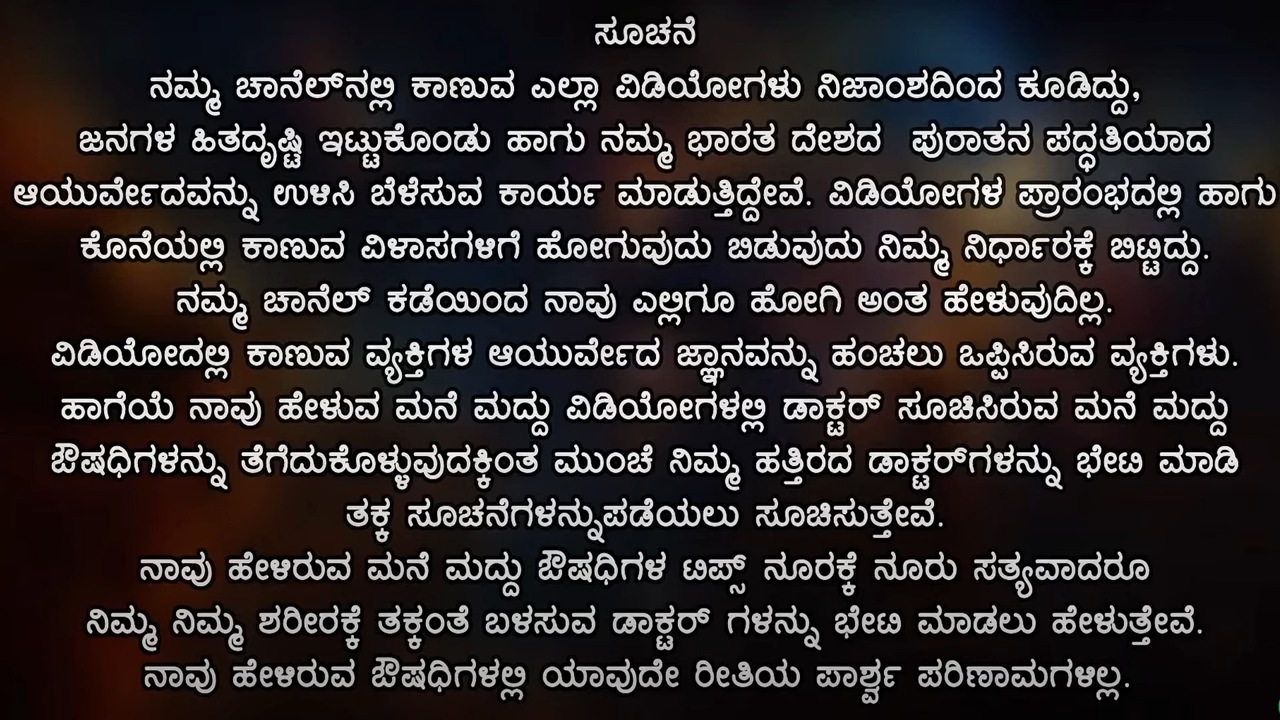 ಸೂಚನೆ
ನಮ್ಮ ಚಾನೆಲ್‌ನಲ್ಲಿ ಕಾಣುವ ಎಲ್ಲಾ ವಿಡಿಯೋಗಳು ನಿಜಾಂಶದಿಂದ ಕೂಡಿದ್ದು,
ಜನಗಳ ಹಿತದೃಷ್ಟಿ ಇಟ್ಟುಕೊಂಡು ಹಾಗು ನಮ್ಮ ಭಾರತ ದೇಶದ ಪುರಾತನ ಪದ್ಧತಿಯಾದ
ಆಯುರ್ವೇದವನ್ನು ಉಳಿಸಿ ಬೆಳೆಸುವ ಕಾರ್ಯ ಮಾಡುತ್ತಿದ್ದೇವೆ. ವಿಡಿಯೋಗಳ ಪ್ರಾರಂಭದಲ್ಲಿ ಹಾಗು
ಕೊನೆಯಲ್ಲಿ ಕಾಣುವ ವಿಳಾಸಗಳಿಗೆ ಹೋಗುವುದು ಬಿಡುವುದು ನಿಮ್ಮ ನಿರ್ಧಾರಕ್ಕೆ ಬಿಟ್ಟಿದ್ದು.
ನಮ್ಮ ಚಾನೆಲ್ ಕಡೆಯಿಂದ ನಾವು ಎಲ್ಲಿಗೂ ಹೋಗಿ ಅಂತ ಹೇಳುವುದಿಲ್ಲ.
ವಿಡಿಯೋದಲ್ಲಿ ಕಾಣುವ ವ್ಯಕ್ತಿಗಳ ಆಯುರ್ವೇದ ಜ್ಞಾನವನ್ನು ಹಂಚಲು ಒಪ್ಪಿಸಿರುವ ವ್ಯಕ್ತಿಗಳು.
ಹಾಗೆಯೆ ನಾವು ಹೇಳುವ ಮನೆ ಮದ್ದು ವಿಡಿಯೋಗಳಲ್ಲಿ ಡಾಕ್ಟರ್ ಸೂಚಿಸಿರುವ ಮನೆ ಮದ್ದು
ಔಷಧಿಗಳನ್ನು ತೆಗೆದುಕೊಳ್ಳುವುದಕ್ಕಿಂತ ಮುಂಚೆ ನಿಮ್ಮ ಹತ್ತಿರದ ಡಾಕ್ಟರ್‌ಗಳನ್ನು ಭೇಟಿ ಮಾಡಿ
ತಕ್ಕ ಸೂಚನೆಗಳನ್ನುಪಡೆಯಲು ಸೂಚಿಸುತ್ತೇವೆ.
ನಾವು ಹೇಳಿರುವ ಮನೆ ಮದ್ದು ಔಷಧಿಗಳ ಟಿಪ್ಸ್ ನೂರಕ್ಕೆ ನೂರು ಸತ್ಯವಾದರೂ
ನಿಮ್ಮ ನಿಮ್ಮ ಶರೀರಕ್ಕೆ ತಕ್ಕಂತೆ ಬಳಸುವ ಡಾಕ್ಟರ್ ಗಳನ್ನು ಭೇಟಿ ಮಾಡಲು ಹೇಳುತ್ತೇವೆ.
ನಾವು ಹೇಳಿರುವ ಔಷಧಿಗಳಲ್ಲಿ ಯಾವುದೇ ರೀತಿಯ ಪಾರ್ಶ್ವ ಪರಿಣಾಮಗಳಿಲ್ಲ.